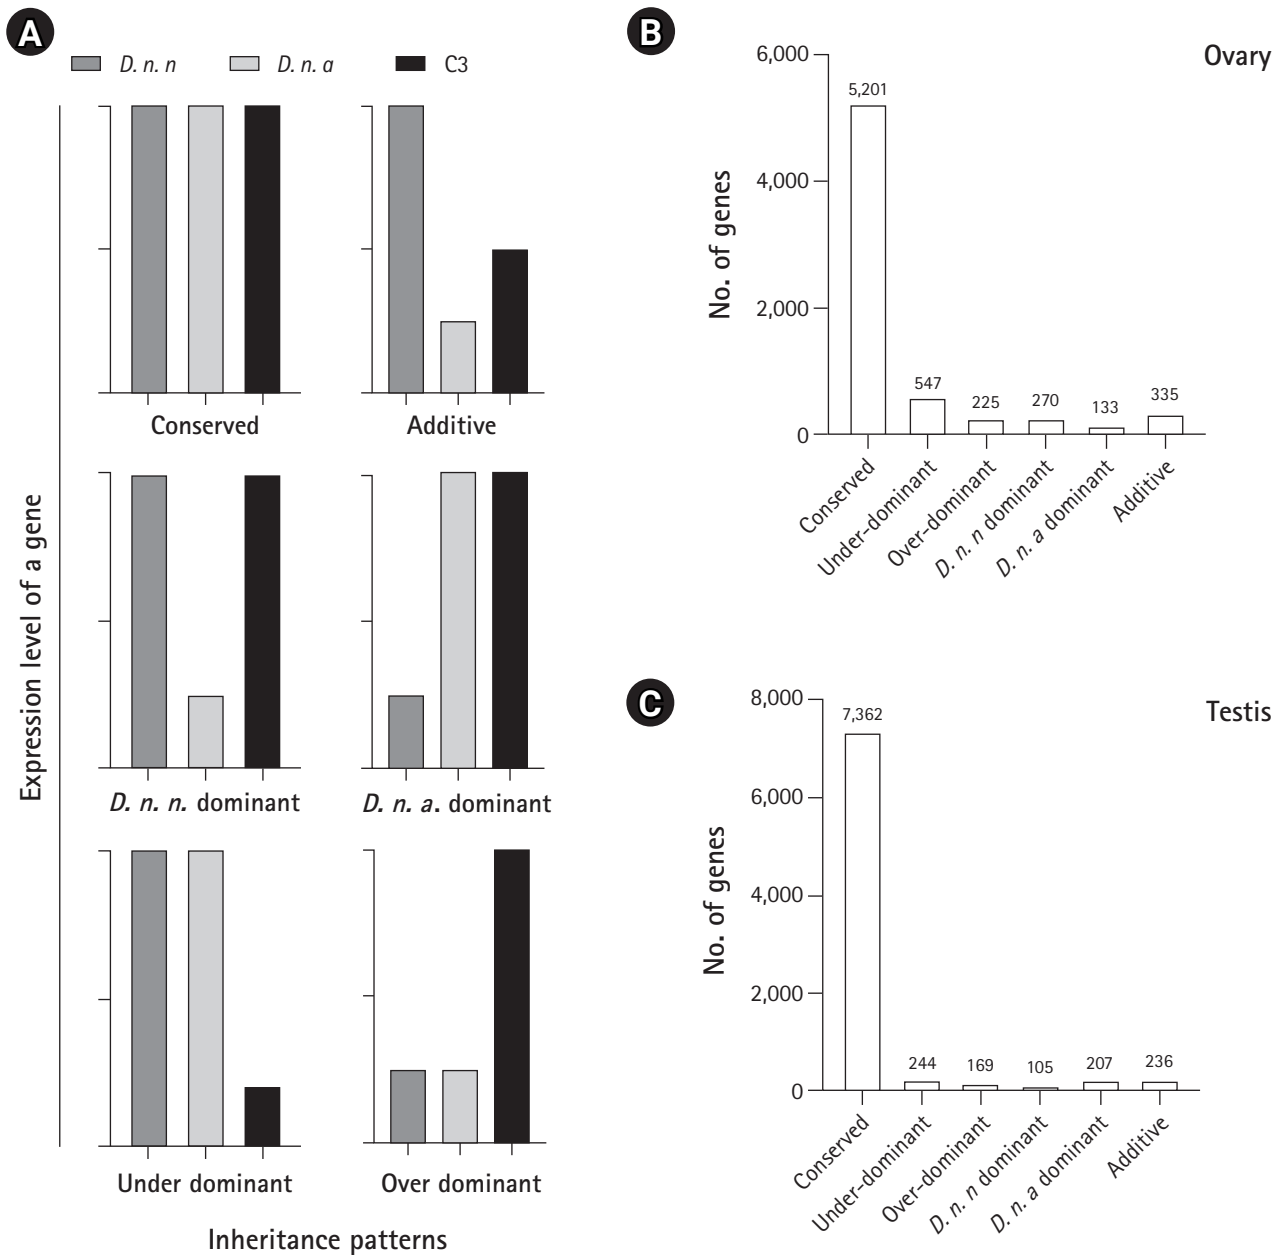 A
D. n. n
D. n. a
C3
Expression level of a gene
Conserved
Additive
D. n. n. dominant
D. n. a. dominant
Under dominant
Over dominant
Inheritance patterns
B
Ovary
No. of genes
6,000
4,000
2,000
0
5,201
547
225
270
133
335
Conserved
Under-dominant
Over-dominant
D. n. n dominant
D. n. a dominant
Additive
C
Testis
No. of genes
8,000
6,000
4,000
2,000
0
7,362
244
169
105
207
236
Conserved
Under-dominant
Over-dominant
D. n. n dominant
D. n. a dominant
Additive